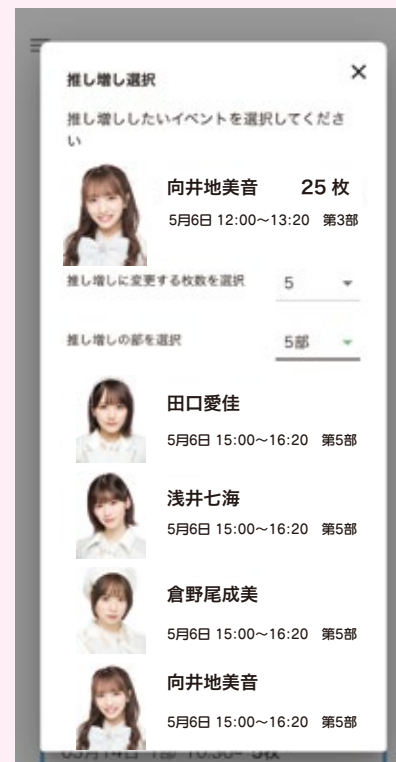 推し増し選択
×
推し増ししたいイベントを選択してくださ
い
向井地美音 25 枚
5月6日 12:00~13:20 第3部
推し増しに変更する枚数を選択 5
推し増しの部を選択 5部
田口愛佳
5月6日 15:00~16:20 第5部
浅井七海
5月6日 15:00~16:20 第5部
倉野尾成美
5月6日 15:00~16:20 第5部
向井地美音
5月6日 15:00~16:20 第5部